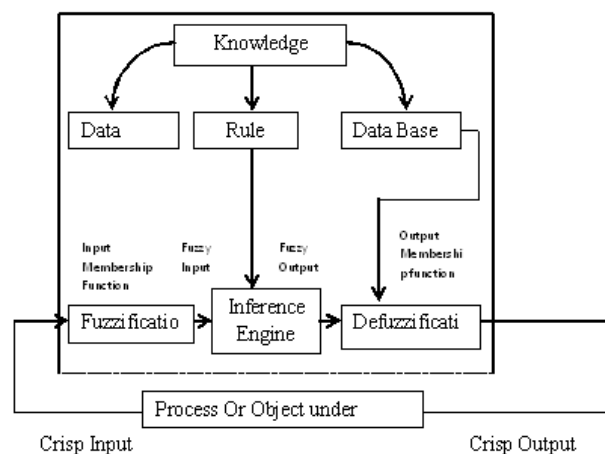 Knowledge
Data
Rule
Data Base
Input
Membership
Function
Fuzzy
Input
Fuzzy
Output
Output
Membershi
pfunction
Fuzzificatio
Inference
Engine
Defuzzificati
Process Or Object under
Crisp Input
Crisp Output